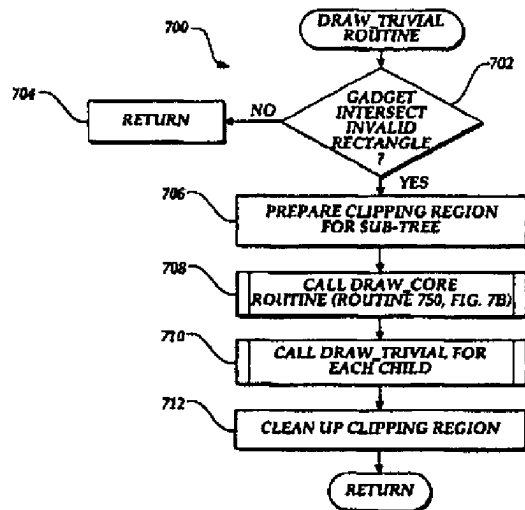 700
DRAW_TRIVIAL
ROUTINE
702
GADGET
INTERSECT
INVALID
RECTANGLE
?
704
RETURN
NO
YES
706
PREPARE CLIPPING REGION
FOR SUB-TREE
708
CALL DRAW_CORE
ROUTINE (ROUTINE 750, FIG. 7B)
710
CALL DRAW_TRIVIAL FOR
EACH CHILD
712
CLEAN UP CLIPPING REGION
RETURN